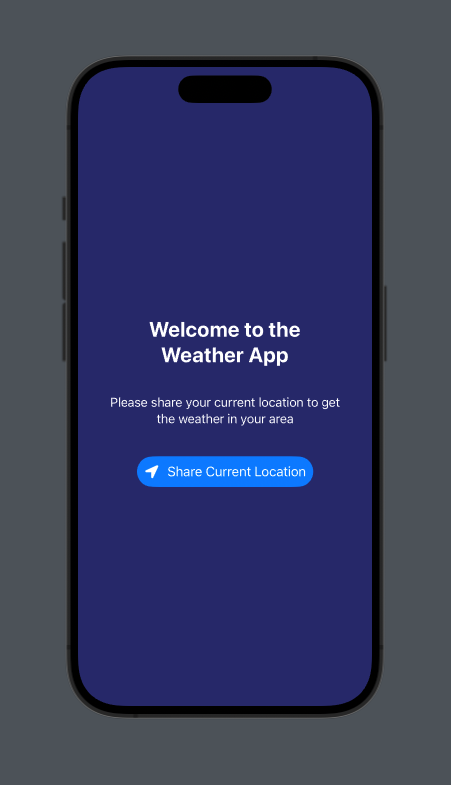 Welcome to the
Weather App
Please share your current location to get
the weather in your area
Share Current Location